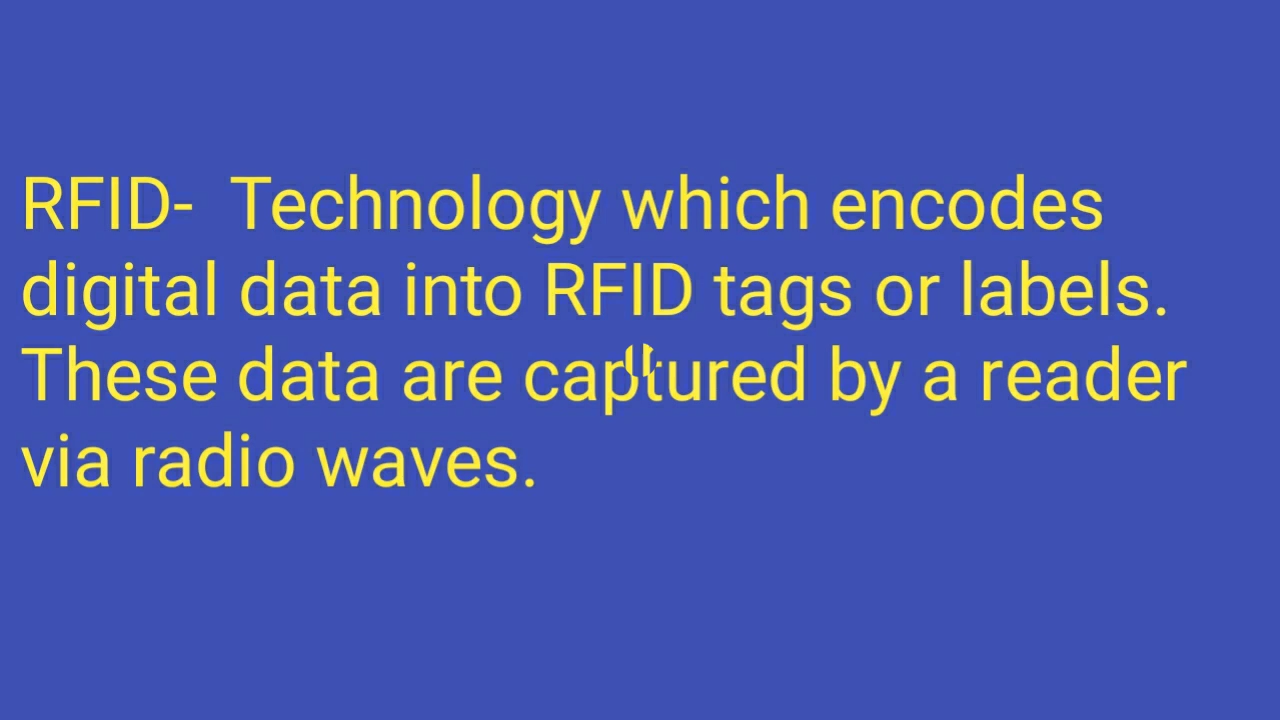 RFID-  Technology which encodes
digital data into RFID tags or labels.
These data are captured by a reader
via radio waves.